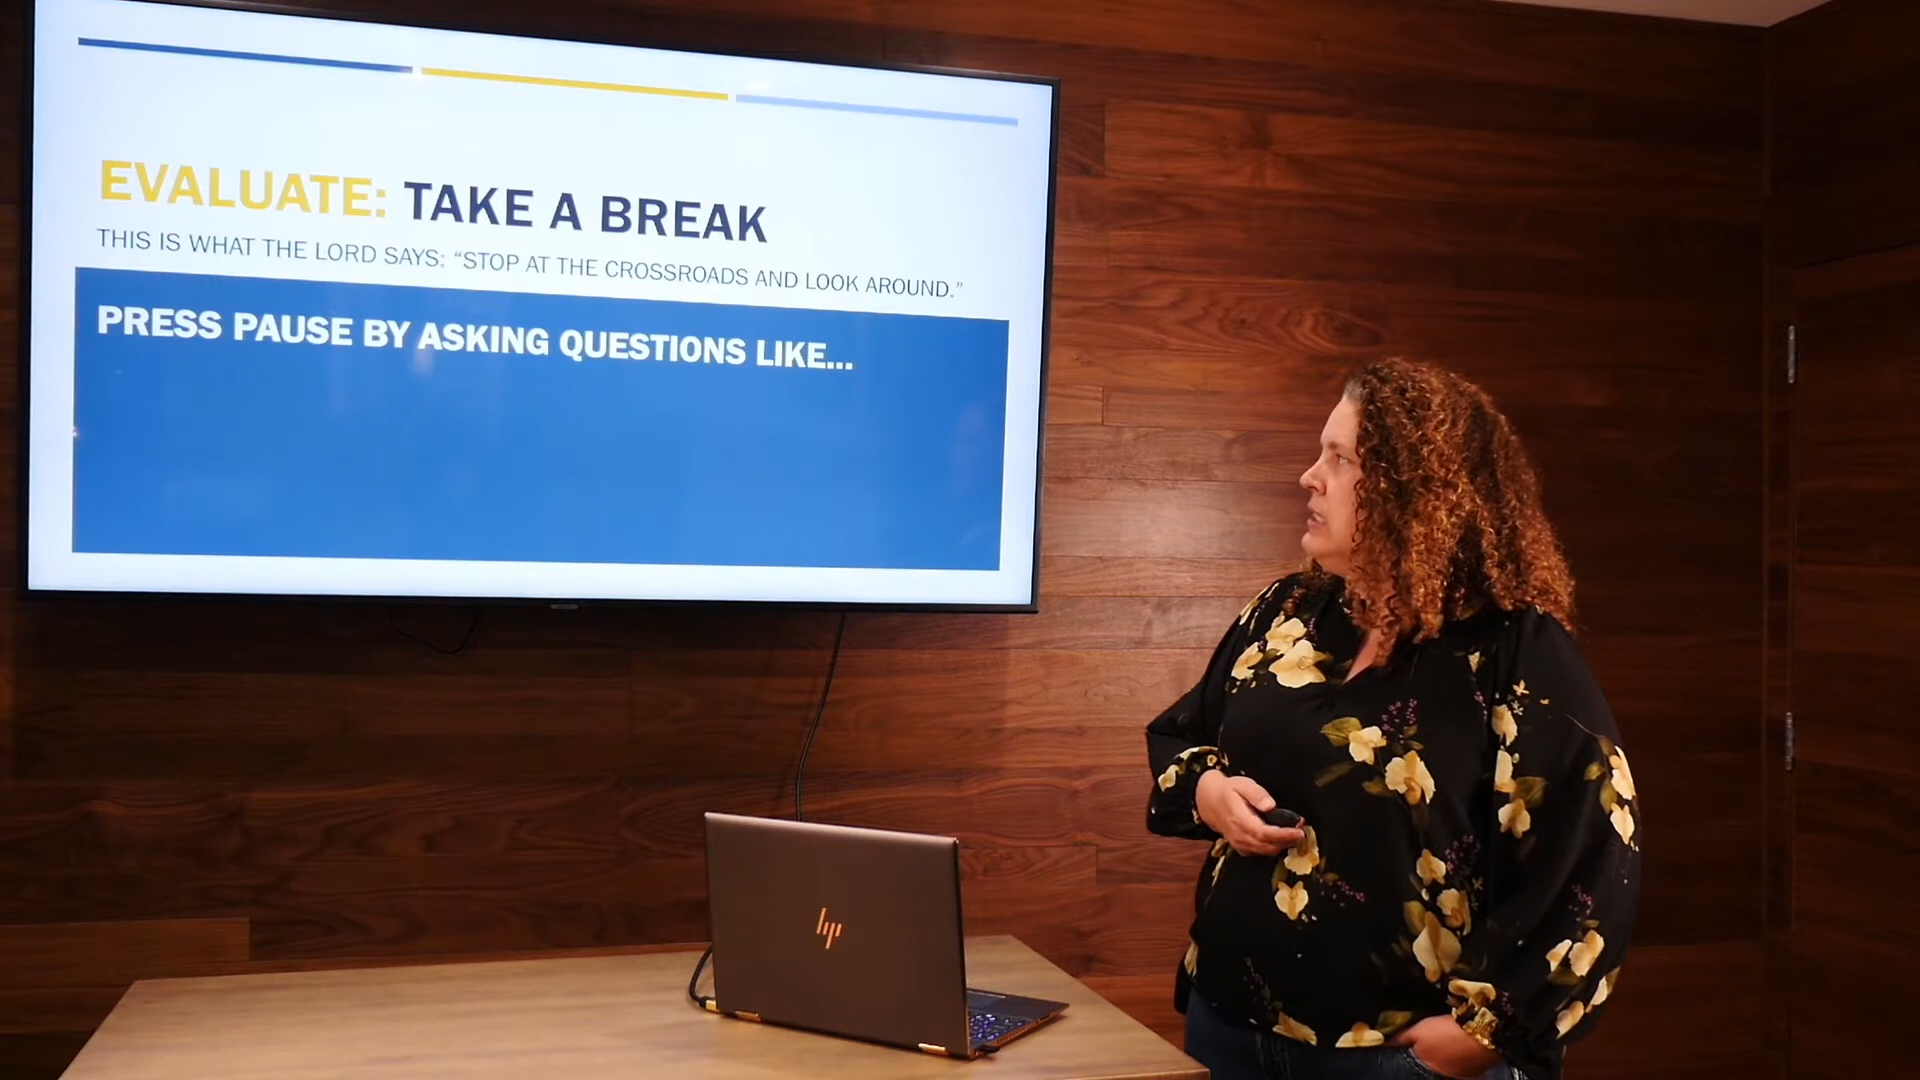 EVALUATE: TAKE A BREAK
THIS IS WHAT THE LORD SAYS: “STOP AT THE CROSSROADS AND LOOK AROUND.”
PRESS PAUSE BY ASKING QUESTIONS LIKE...
hp